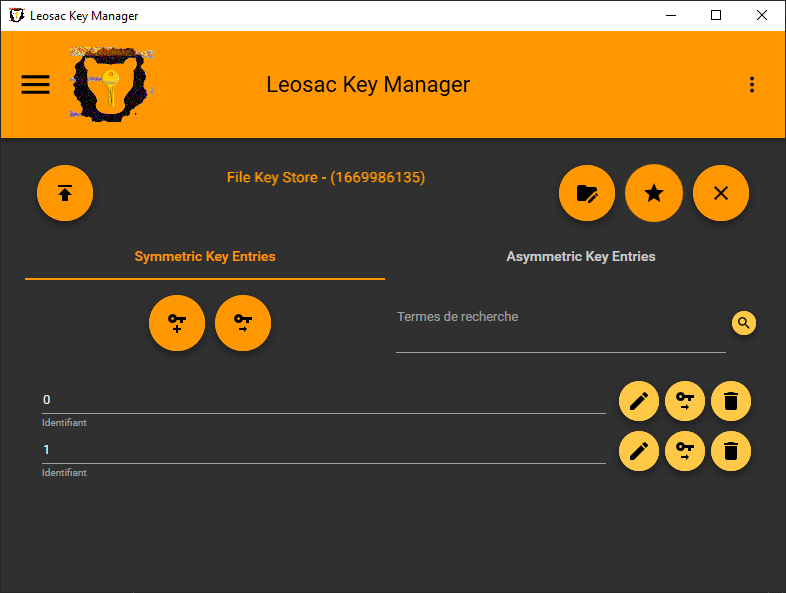 Leosac Key Manager
Leosac Key Manager
File Key Store - (1669986135)
Symmetric Key Entries
Asymmetric Key Entries
Termes de recherche
0
Identifiant
1
Identifiant